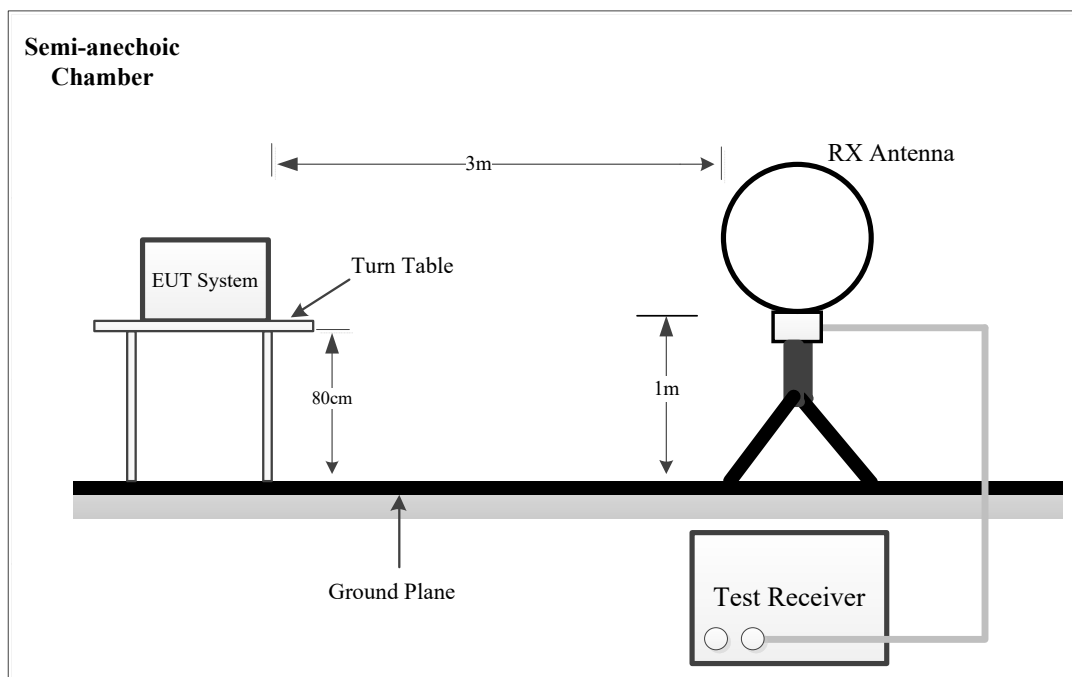 Semi-anechoic
Chamber
3m
RX Antenna
EUT System
Turn Table
80cm
1m
Ground Plane
Test Receiver